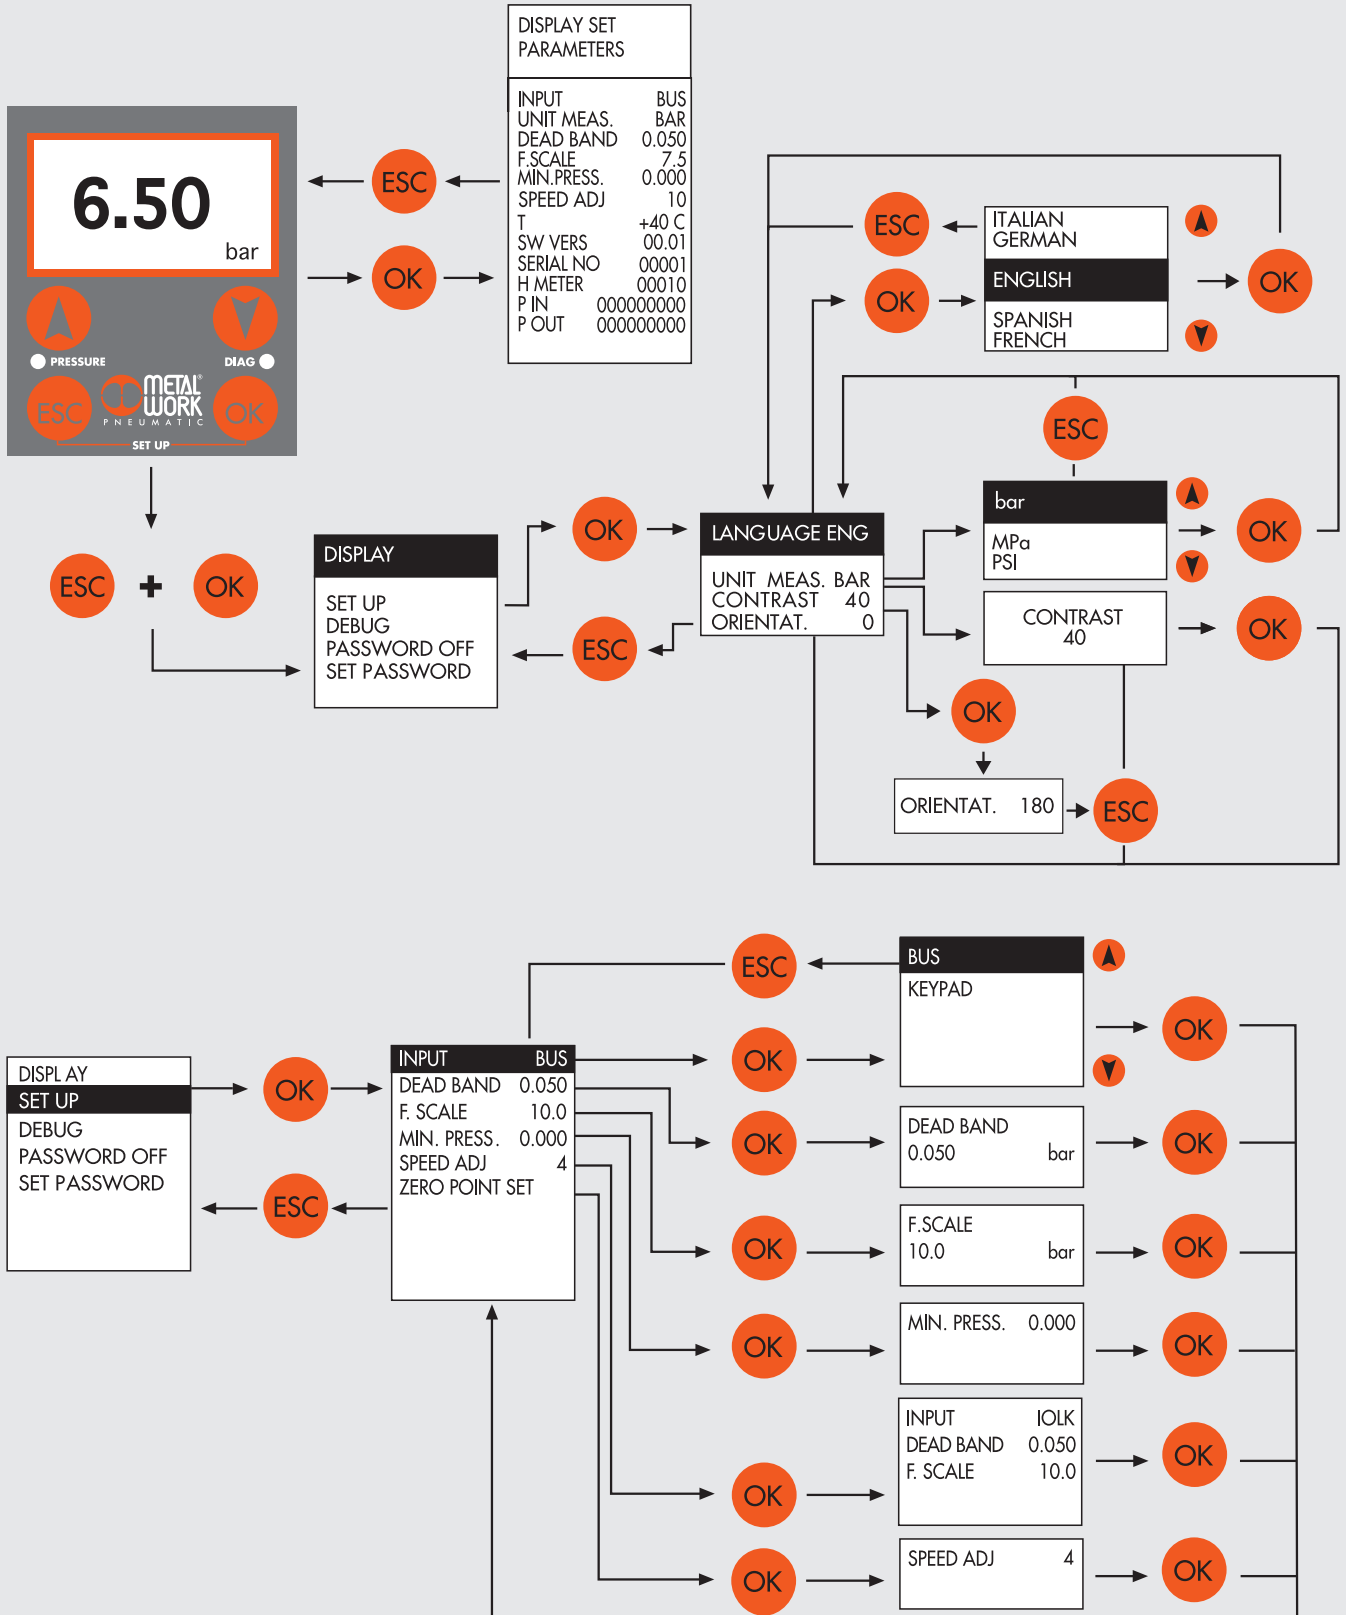 DISPLAY SET
PARAMETERS
INPUT BUS
UNIT MEAS. BAR
DEAD BAND 0.050
F.SCALE 7.5
MIN.PRESS. 0.000
SPEED ADJ 10
T +40 C
SW VERS 00.01
SERIAL NO 00001
H METER 00010
P IN 000000000
P OUT 000000000
6.50
bar
PRESSURE
DIAG
ESC
METAL®
WORK
PNEUMATIC
OK
SET UP
ESC
OK
ESC
OK
ITALIAN
GERMAN
ENGLISH
SPANISH
FRENCH
OK
ESC
bar
MPa
PSI
OK
ESC
+
OK
DISPLAY
SET UP
DEBUG
PASSWORD OFF
SET PASSWORD
OK
ESC
LANGUAGE ENG
UNIT MEAS. BAR
CONTRAST 40
ORIENTAT. 0
CONTRAST
40
OK
OK
ORIENTAT. 180
ESC
DISPL AY
SET UP
DEBUG
PASSWORD OFF
SET PASSWORD
OK
ESC
INPUT BUS
DEAD BAND 0.050
F. SCALE 10.0
MIN. PRESS. 0.000
SPEED ADJ 4
ZERO POINT SET
ESC
BUS
KEYPAD
OK
OK
OK
DEAD BAND
0.050 bar
OK
OK
F.SCALE
10.0 bar
OK
OK
MIN. PRESS. 0.000
OK
OK
INPUT IOLK
DEAD BAND 0.050
F. SCALE 10.0
OK
OK
SPEED ADJ 4
OK